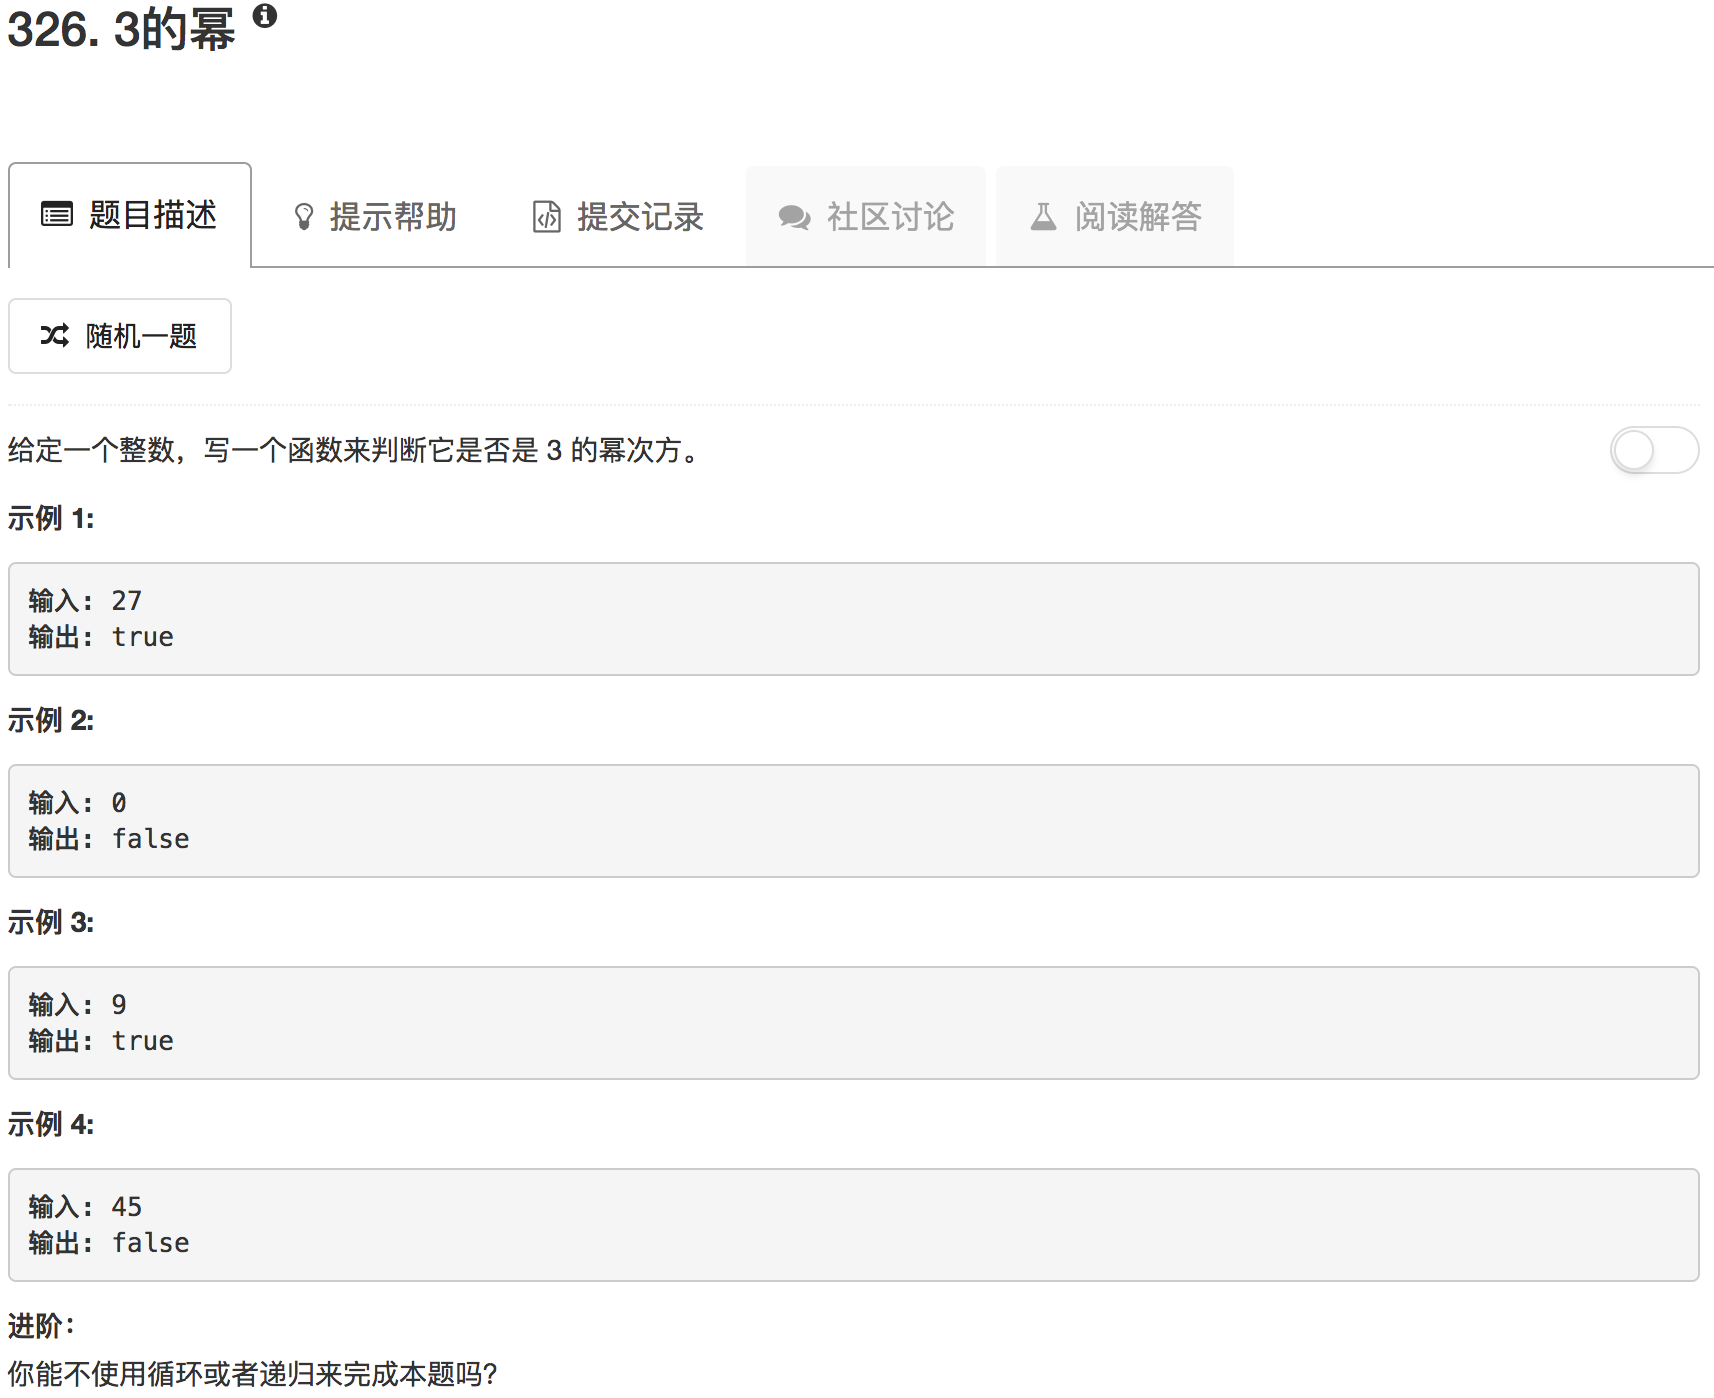 326. 3的幂
题目描述 提示帮助 提交记录 社区讨论 阅读解答
随机一题
给定一个整数，写一个函数来判断它是否是 3 的幂次方。
示例 1:
输入: 27
输出: true
示例 2:
输入: 0
输出: false
示例 3:
输入: 9
输出: true
示例 4:
输入: 45
输出: false
进阶：
你能不使用循环或者递归来完成本题吗？